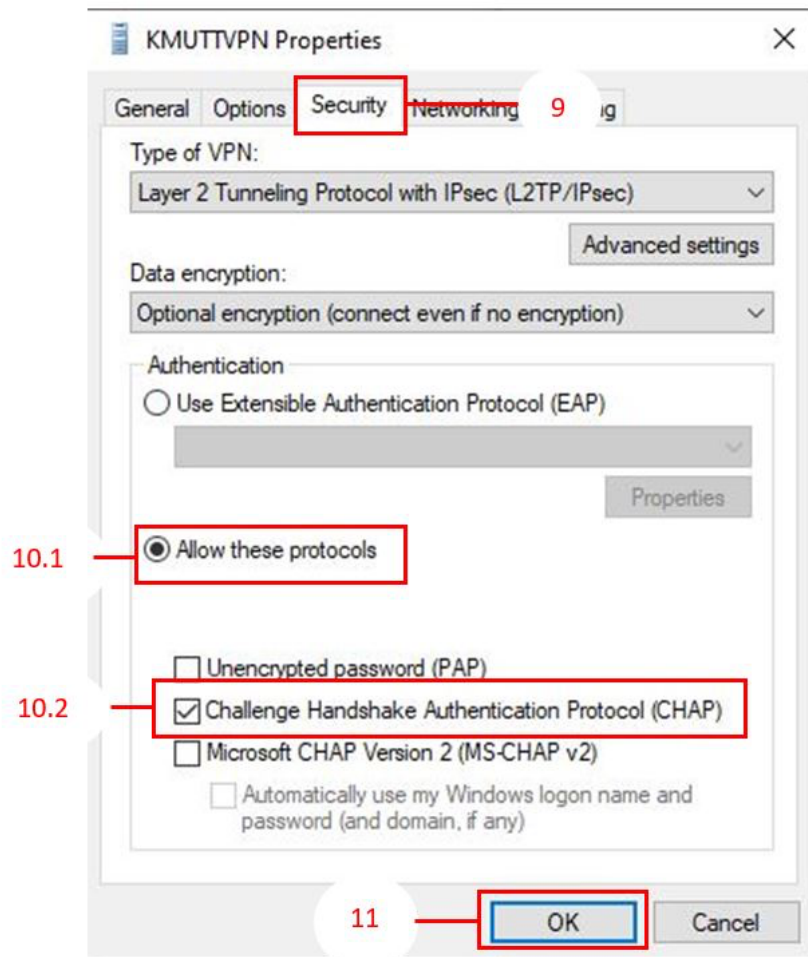 KMUTTVPN Properties
General Options Security Networking 9 ig
Type of VPN:
Layer 2 Tunneling Protocol with IPsec (L2TP/IPsec)
Advanced settings
Data encryption:
Optional encryption (connect even if no encryption)
Authentication
Use Extensible Authentication Protocol (EAP)
Properties
10.1 Allow these protocols
Unencrypted password (PAP)
10.2 Challenge Handshake Authentication Protocol (CHAP)
Microsoft CHAP Version 2 (MS-CHAP v2)
Automatically use my Windows logon name and
password (and domain, if any)
11 OK Cancel